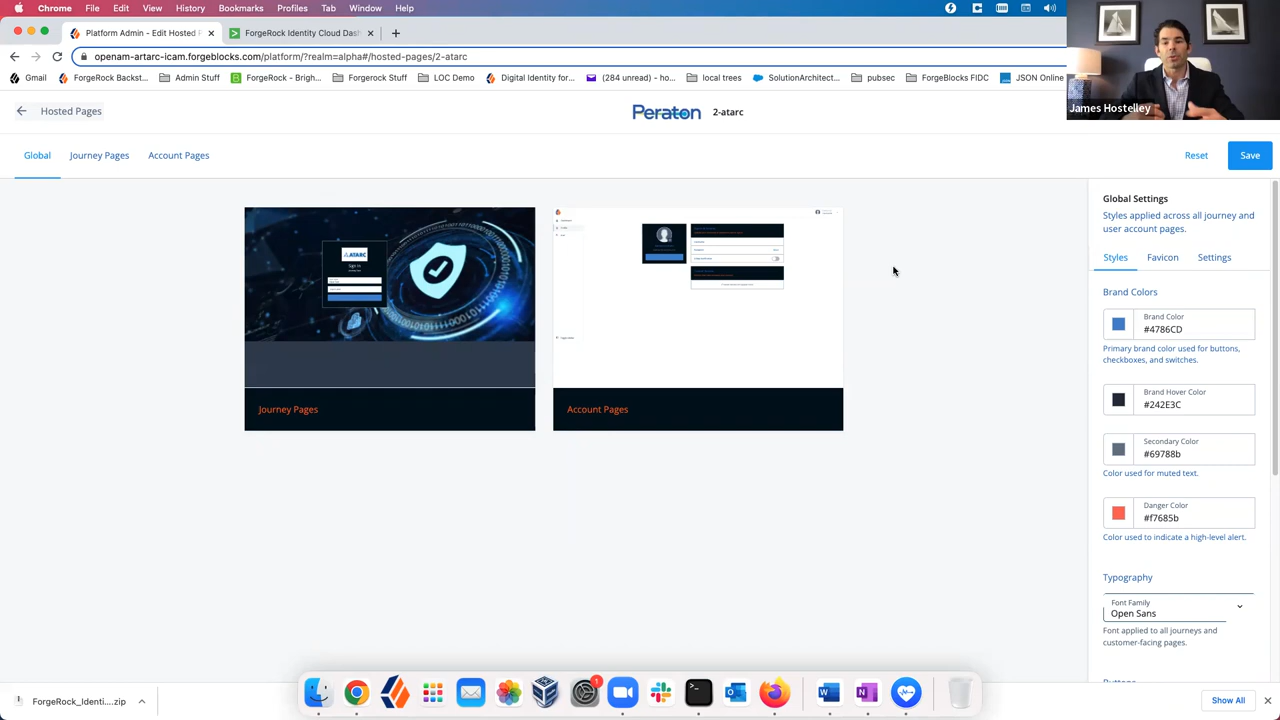 Chrome File Edit View History Bookmarks Profiles Tab Window Help
Platform Admin - Edit Hosted P
ForgeRock Identity Cloud Dash
openam-artarc-icam.forgeblocks.com/platform/?realm=alpha#/hosted-pages/2-atarc
Gmail ForgeRock Backst... Admin Stuff ForgeRock - Brigh... ForgeRock Stuff LOC Demo Digital Identity for... (284 unread) - ho... local trees SolutionArchitect... pubsec ForgeBlocks FIDC JSON Online
James Hostelley
Hosted Pages
Peraton
2-atarc
Global Journey Pages Account Pages
Reset Save
ATARC
Sign In
Journey Pages
Account Pages
Global Settings
Styles applied across all journey and
user account pages.
Styles Favicon Settings
Brand Colors
Brand Color
#4786CD
Primary brand color used for buttons,
checkboxes, and switches.
Brand Hover Color
#242E3C
Secondary Color
#69788b
Color used for muted text.
Danger Color
#f7685b
Color used to indicate a high-level alert.
Typography
Font Family
Open Sans
Font applied to all journeys and
customer-facing pages.
Buttons
1
ForgeRock_Identi....zip
Show All